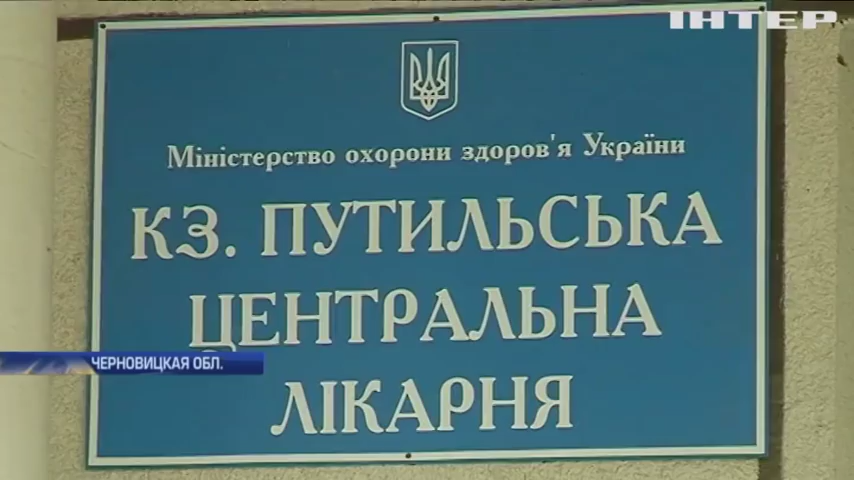 ІНТЕР
Міністерство охорони здоров'я України
КЗ. ПУТИЛЬСЬКА
ЦЕНТРАЛЬНА
ЧЕРНОВИЦКАЯ ОБЛ.
ЛІКАРНЯ